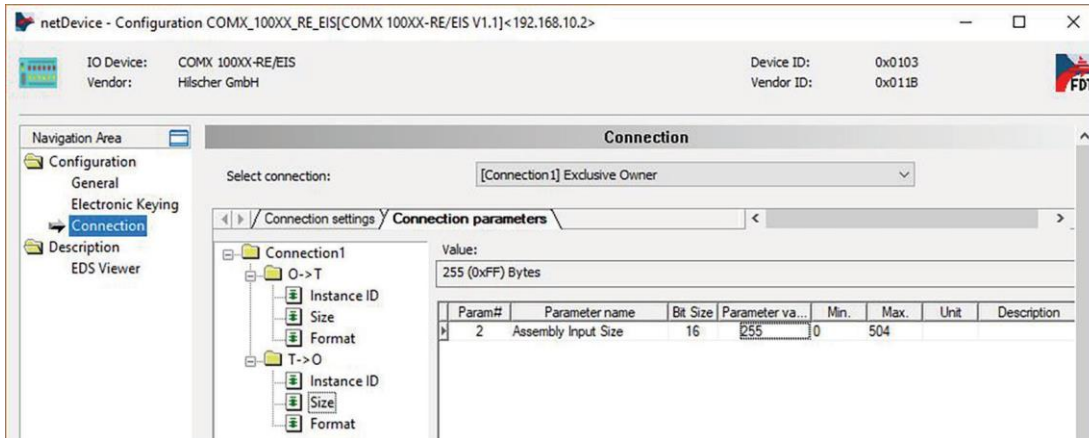 netDevice - Configuration COMX_100XX_RE_EIS[COMX 100XX-RE/EIS V1.1]<192.168.10.2>
IO Device: COMX 100XX-RE/EIS Device ID: 0x0103
Vendor: Hilscher GmbH Vendor ID: 0x011B
FDT
Navigation Area
Connection
Configuration
General
Electronic Keying
Connection
Description
EDS Viewer
Select connection: [Connection1] Exclusive Owner
Connection settings Connection parameters
Connection1
O->T
Instance ID
Size
Format
T->O
Instance ID
Size
Format
Value:
255 (0xFF) Bytes
Param# Parameter name Bit Size Parameter va... Min. Max. Unit Description
2 Assembly Input Size 16 255 0 504